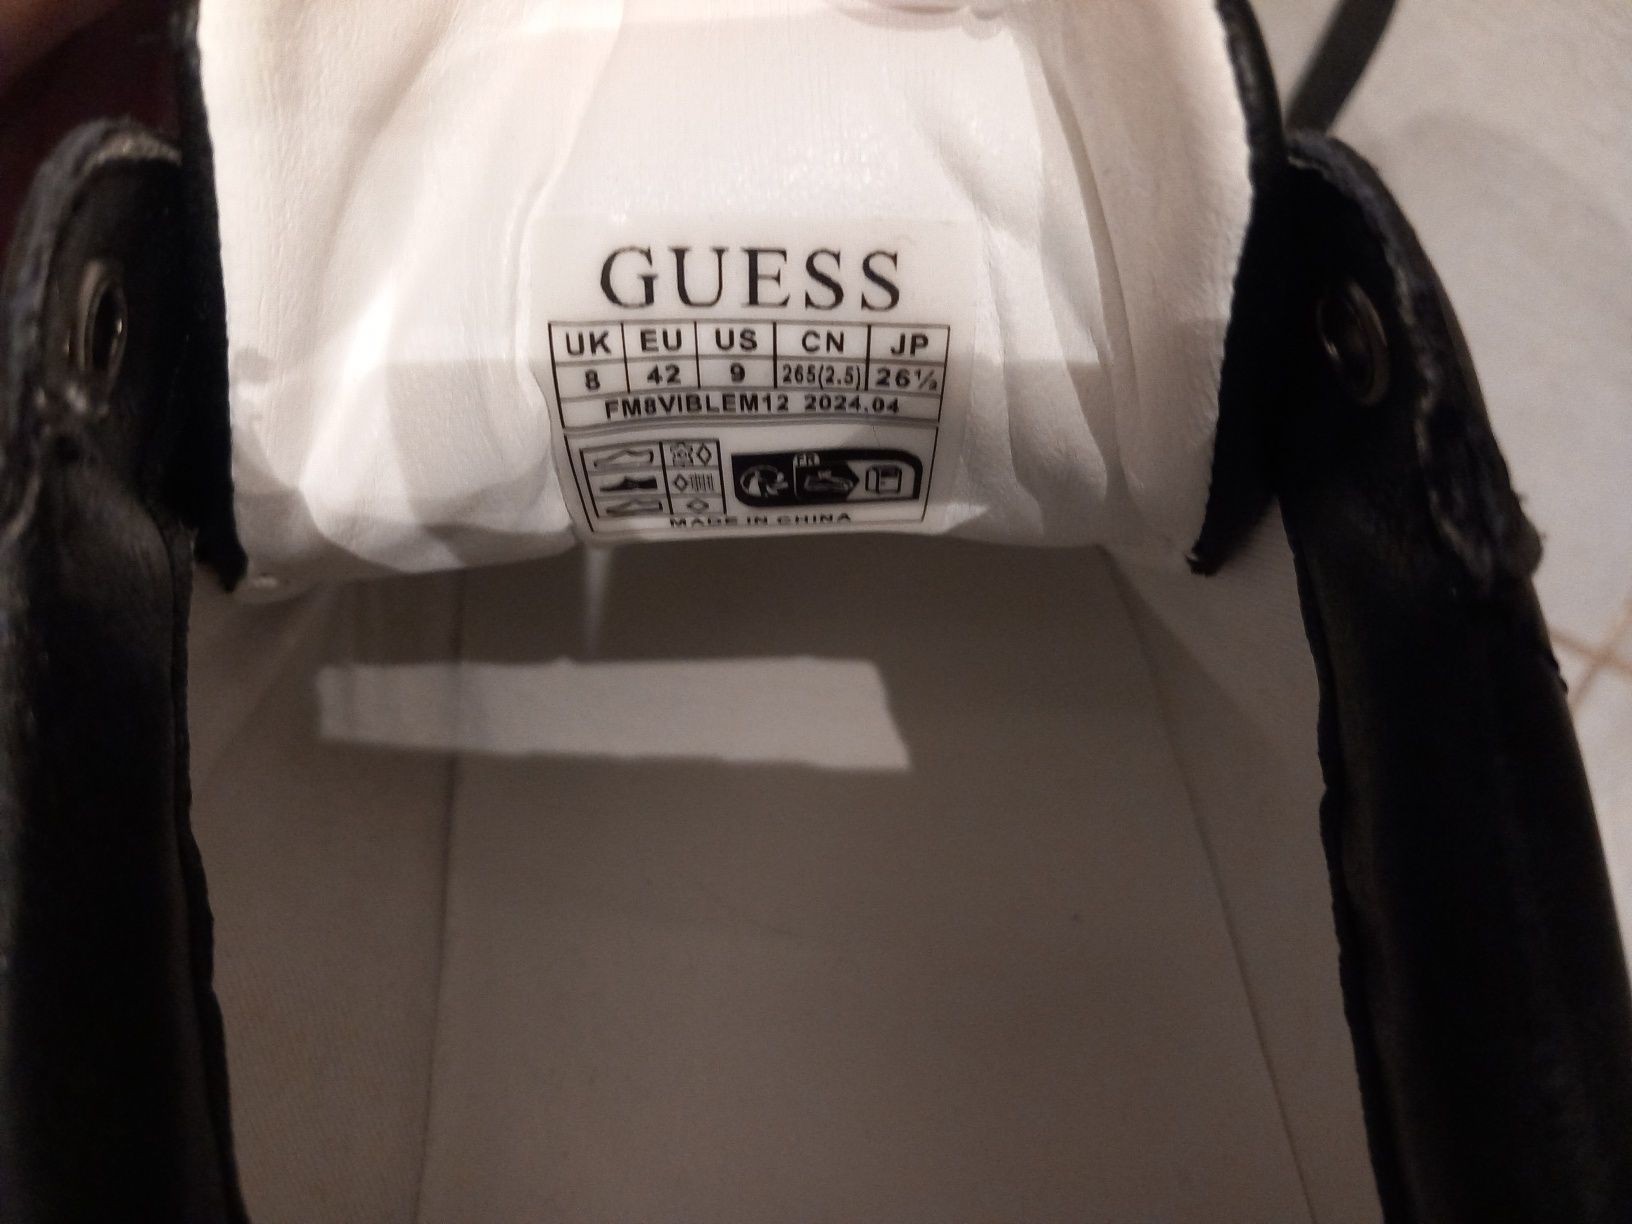 GUESS
UK EU US CN JP
8 42 9 265(2.5) 26½
FM8VIBLEM12 2024.04
FR
MADE IN CHINA